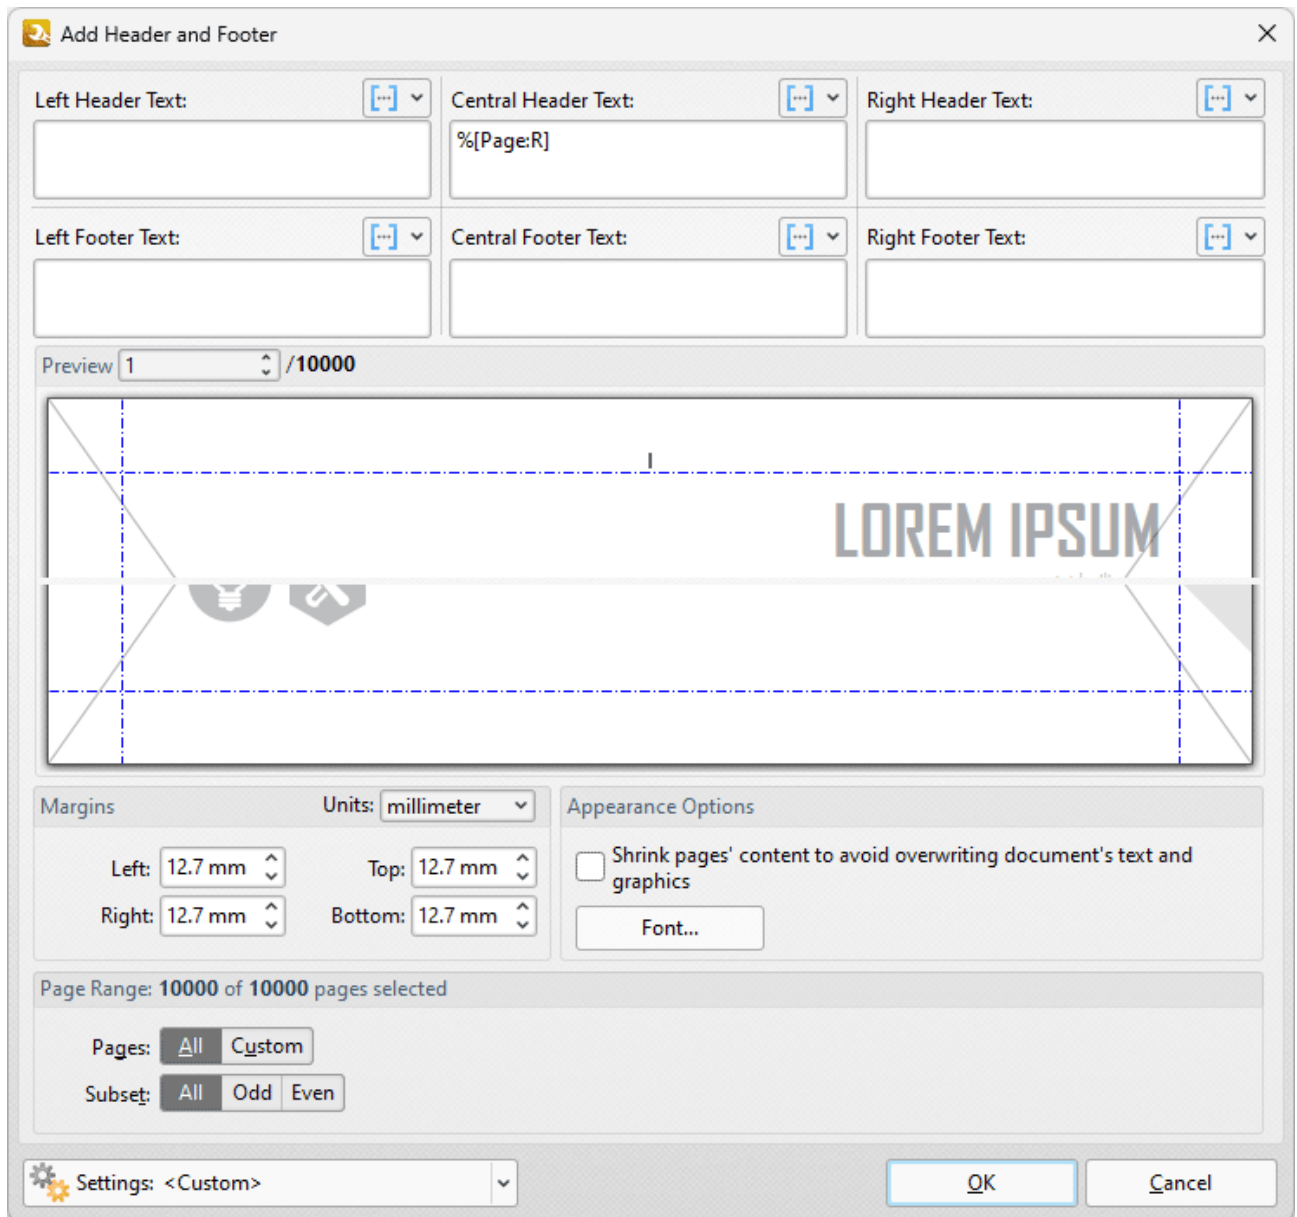 Add Header and Footer
Left Header Text:
Central Header Text:
Right Header Text:
%[Page:R]
Left Footer Text:
Central Footer Text:
Right Footer Text:
Preview 1 /10000
I
LOREM IPSUM
Margins
Units: millimeter
Appearance Options
Left: 12.7 mm
Top: 12.7 mm
Shrink pages' content to avoid overwriting document's text and
graphics
Right: 12.7 mm
Bottom: 12.7 mm
Font...
Page Range: 10000 of 10000 pages selected
Pages: All Custom
Subset: All Odd Even
Settings: <Custom>
OK
Cancel